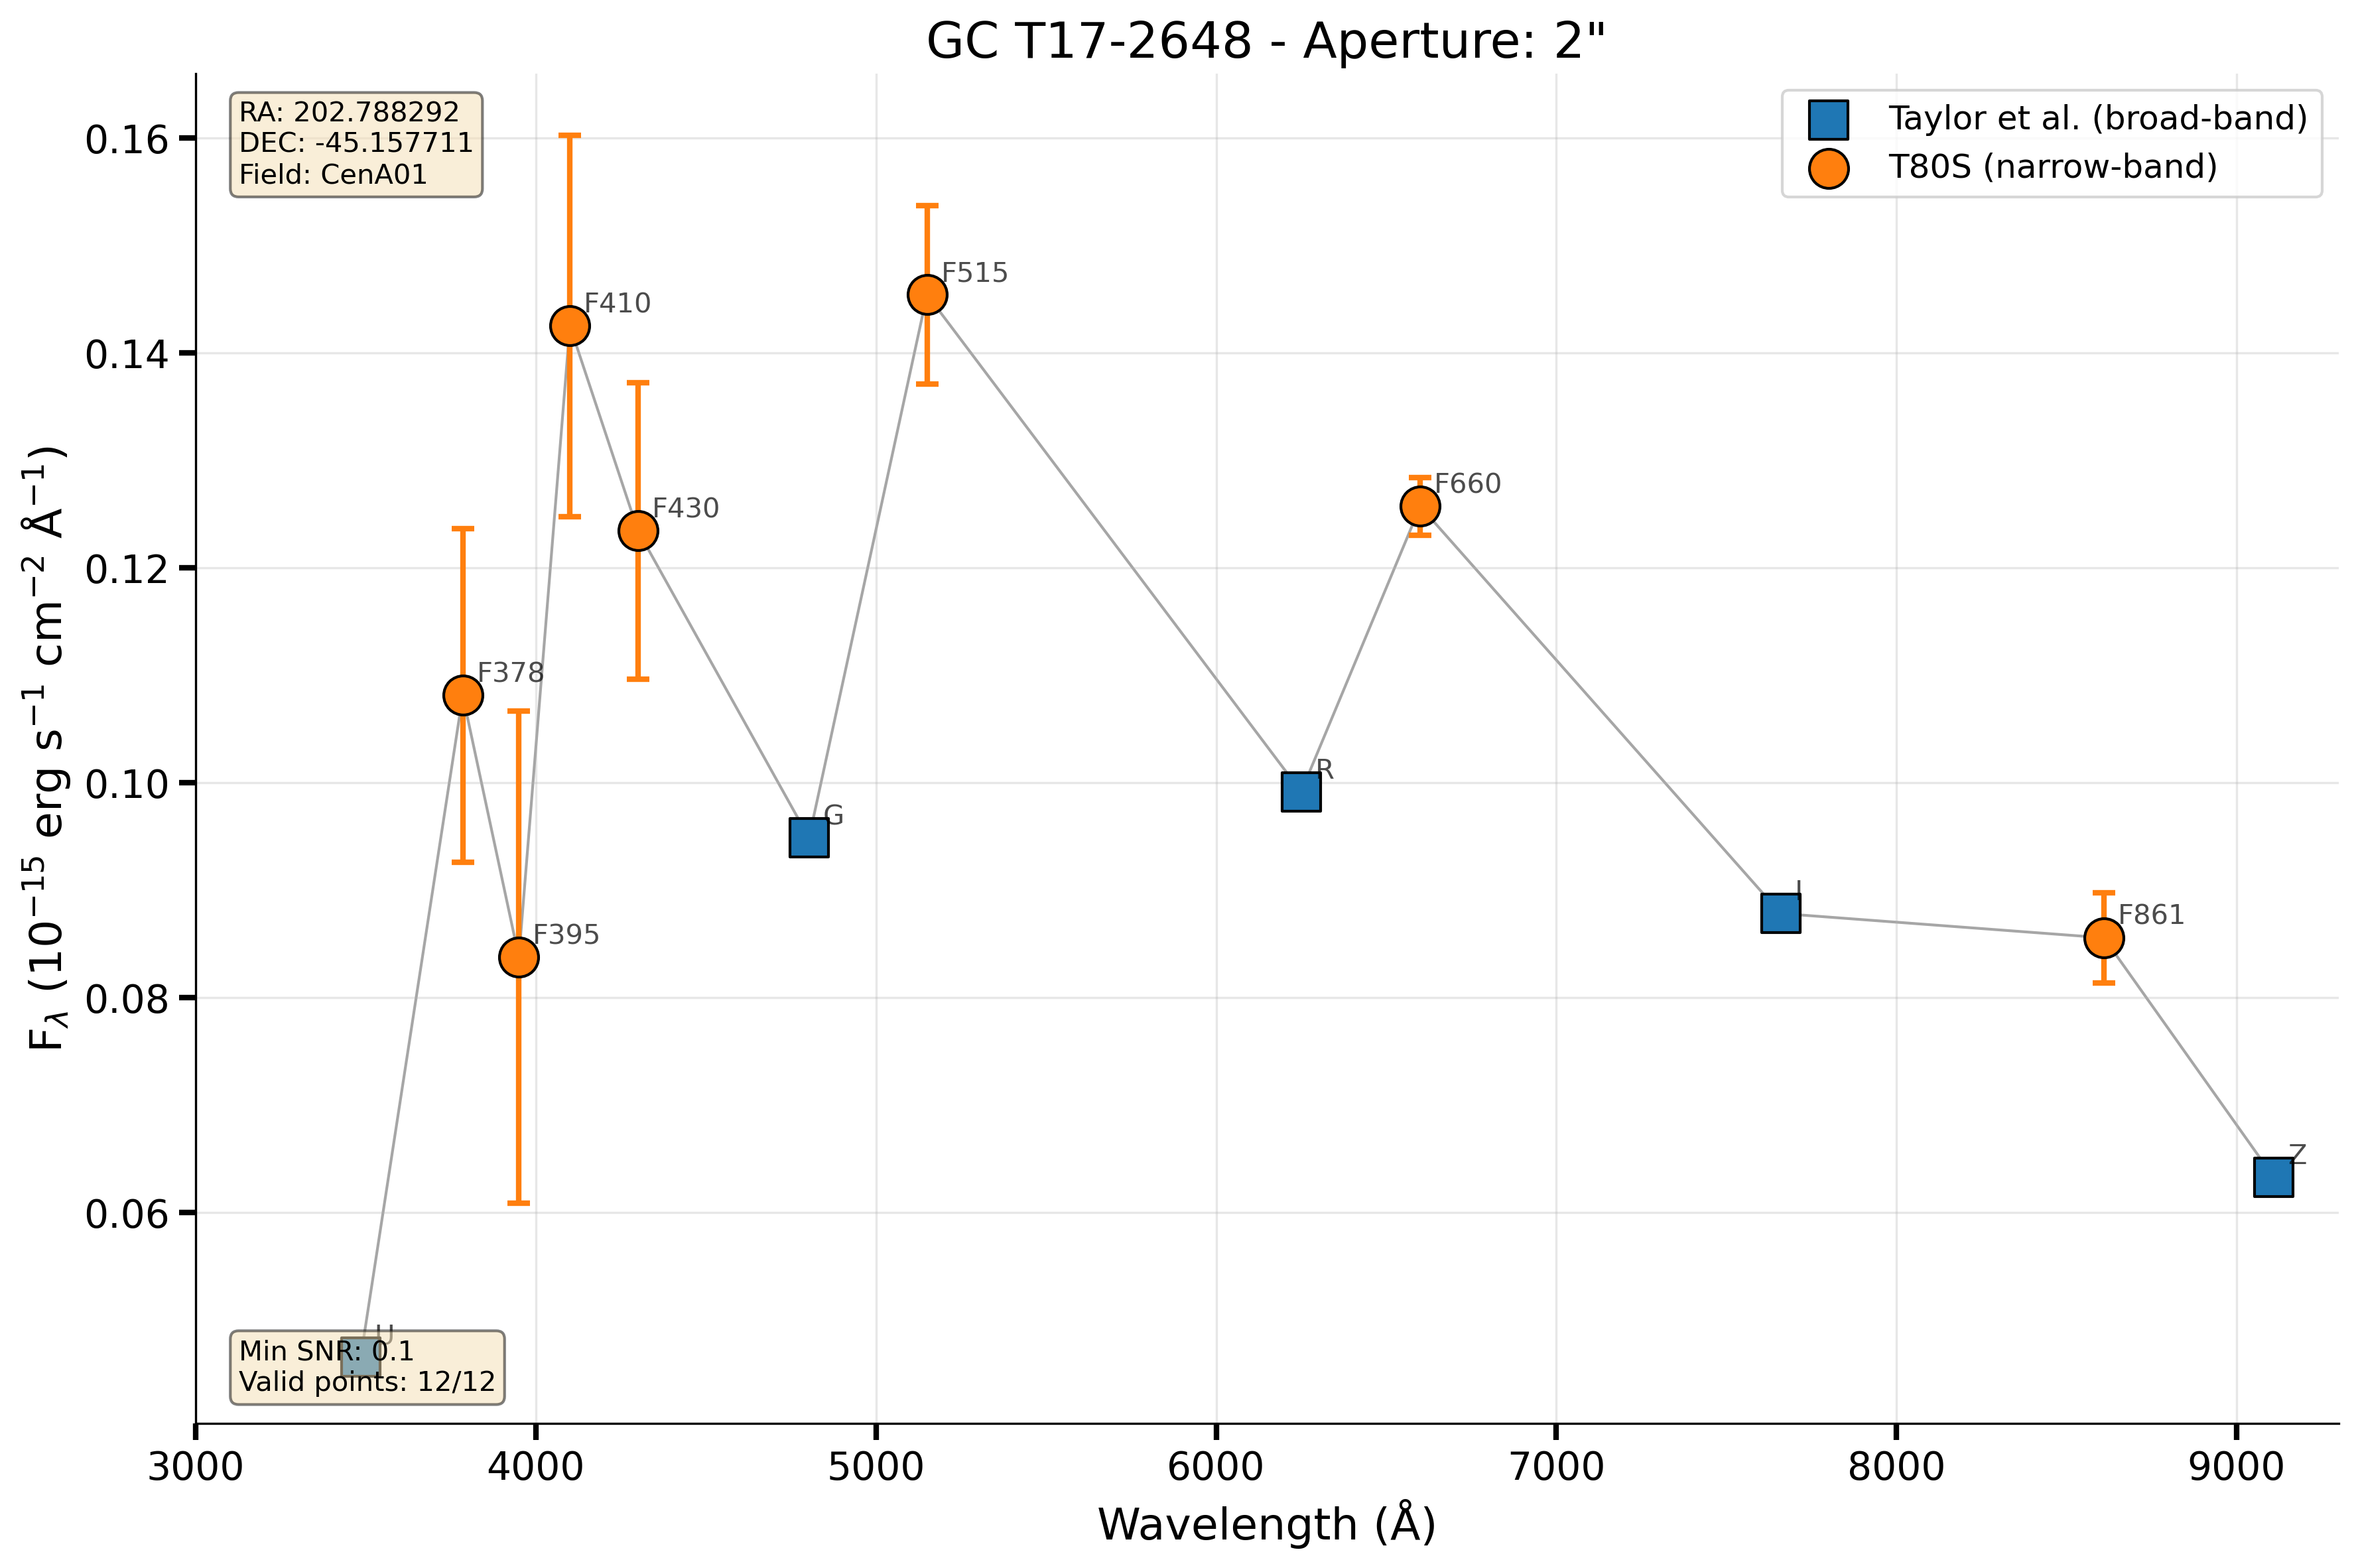 GC T17-2648 - Aperture: 2"
RA: 202.788292
DEC: -45.157711
Field: CenA01
Taylor et al. (broad-band)
T80S (narrow-band)
0.16
0.14
0.12
0.10
0.08
0.06
F_λ (10⁻¹⁵ erg s⁻¹ cm⁻² Å⁻¹)
F410
F515
F430
F660
F378
F395
G
R
I
F861
Z
U
Min SNR: 0.1
Valid points: 12/12
3000 4000 5000 6000 7000 8000 9000
Wavelength (Å)